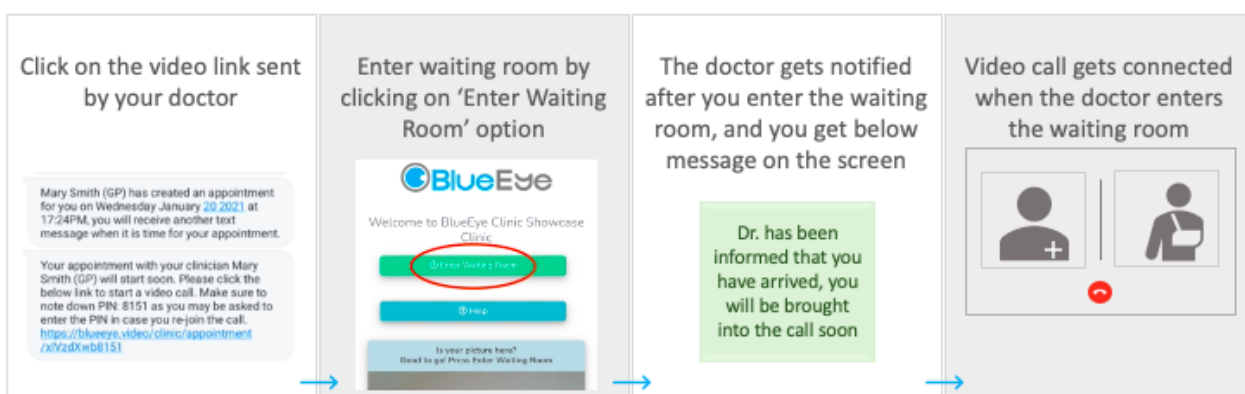 Click on the video link sent
by your doctor
Mary Smith (GP) has created an appointment
for you on Wednesday January 20 2021 at
17:24PM, you will receive another text
message when it is time for your appointment.
Your appointment with your clinician Mary
Smith (GP) will start soon. Please click the
below link to start a video call. Make sure to
note down PIN: 8151 as you may be asked to
enter the PIN in case you re-join the call.
https://blueeye.video/clinic/appointment
/xlVzdXwb8151
Enter waiting room by
clicking on ‘Enter Waiting
Room’ option
BlueEye
Welcome to BlueEye Clinic Showcase
Clinic
Enter Waiting Room
Help
Is your picture here?
Good to go! Press Enter Waiting Room
The doctor gets notified
after you enter the waiting
room, and you get below
message on the screen
Dr. has been
informed that you
have arrived, you
will be brought
into the call soon
Video call gets connected
when the doctor enters
the waiting room